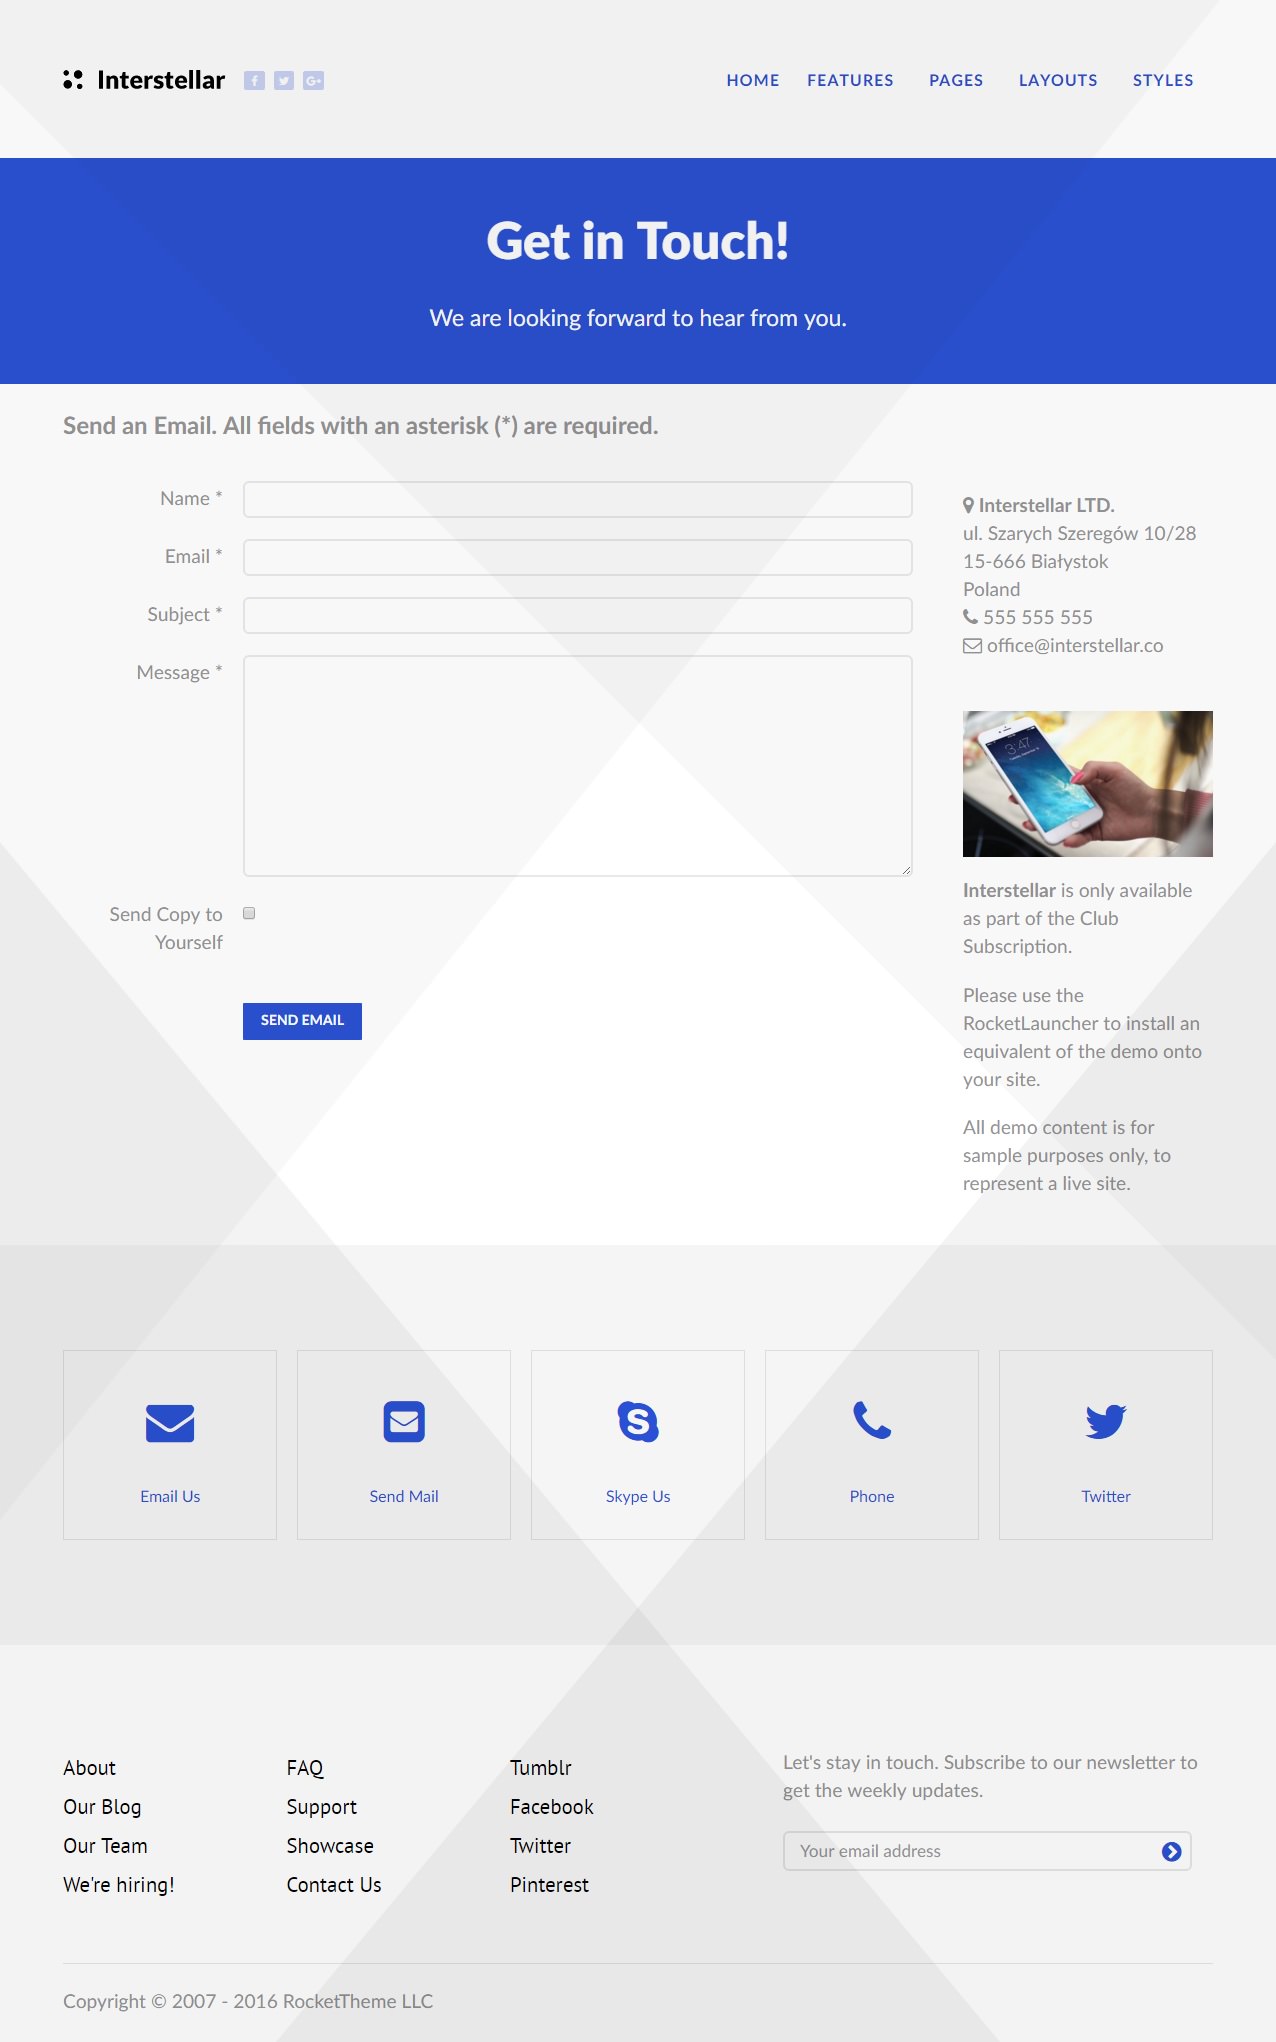 Interstellar
HOME FEATURES PAGES LAYOUTS STYLES
Get in Touch!
We are looking forward to hear from you.
Send an Email. All fields with an asterisk (*) are required.
Name *
Email *
Subject *
Message *
Send Copy to
Yourself
SEND EMAIL
Interstellar LTD.
ul. Szarych Szeregów 10/28
15-666 Białystok
Poland
555 555 555
office@interstellar.co
3:47
Interstellar is only available
as part of the Club
Subscription.
Please use the
RocketLauncher to install an
equivalent of the demo onto
your site.
All demo content is for
sample purposes only, to
represent a live site.
Email Us
Send Mail
Skype Us
Phone
Twitter
About
Our Blog
Our Team
We're hiring!
FAQ
Support
Showcase
Contact Us
Tumblr
Facebook
Twitter
Pinterest
Let's stay in touch. Subscribe to our newsletter to
get the weekly updates.
Your email address
Copyright © 2007 - 2016 RocketTheme LLC